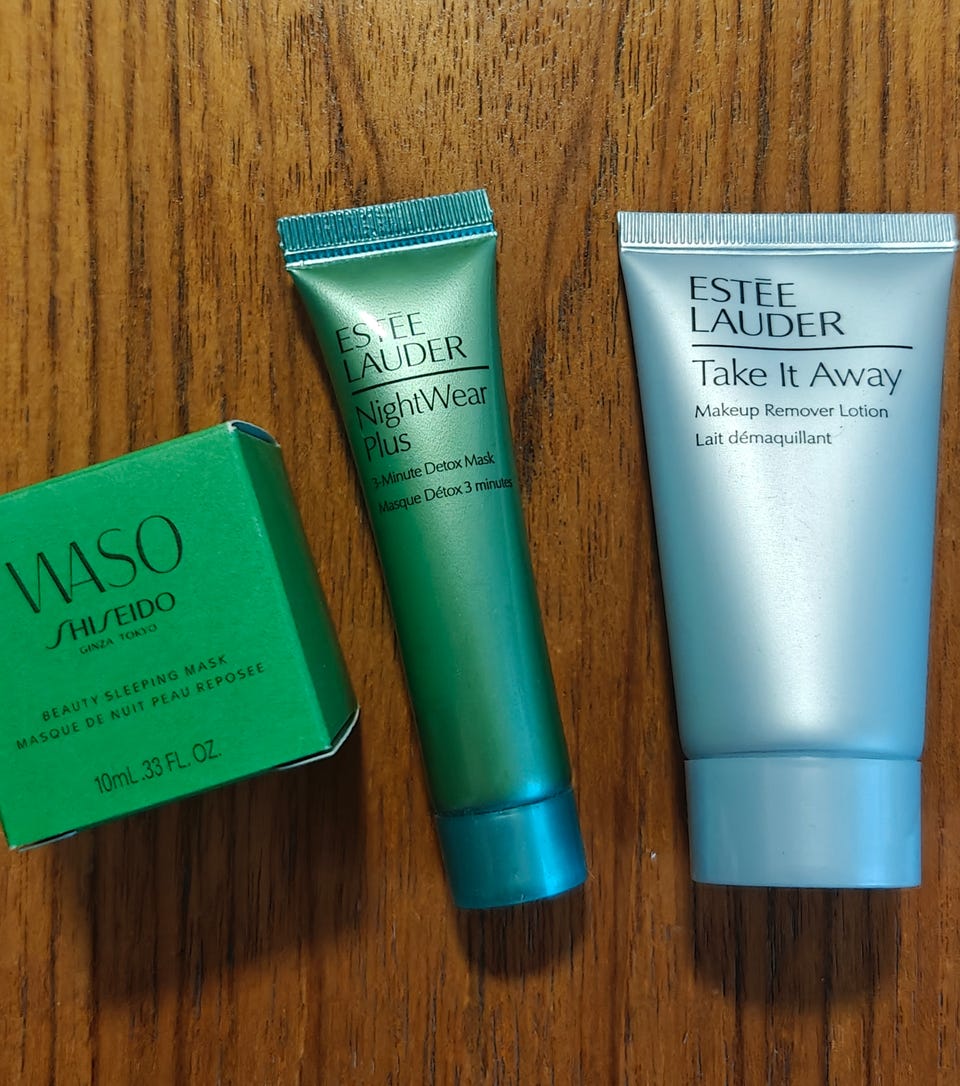 WASO
SHISEIDO
GINZA TOKYO
BEAUTY SLEEPING MASK
MASQUE DE NUIT PEAU REPOSEE
10mL .33 FL. OZ.
ESTĒE
LAUDER
NightWear
Plus
3-Minute Detox Mask
Masque Détox 3 minutes
ESTĒE
LAUDER
Take It Away
Makeup Remover Lotion
Lait démaquillant